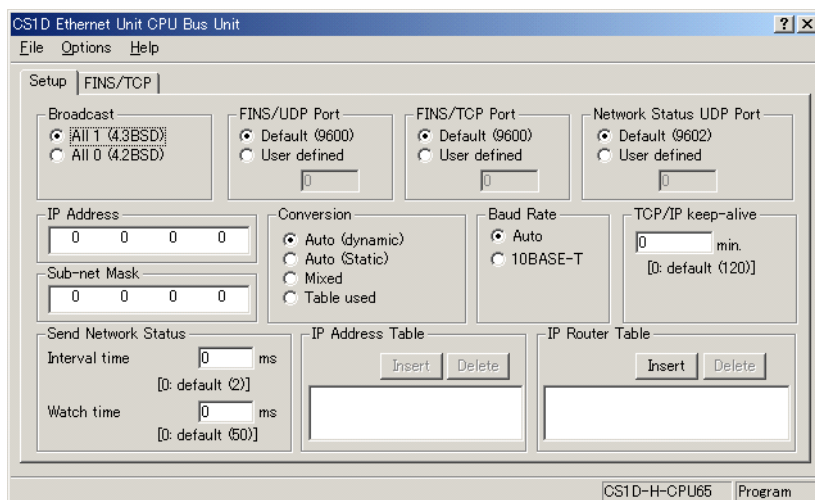 CS1D Ethernet Unit CPU Bus Unit
File Options Help
Setup FINS/TCP
Broadcast
All 1 (4.3BSD)
All 0 (4.2BSD)
FINS/UDP Port
Default (9600)
User defined
0
FINS/TCP Port
Default (9600)
User defined
0
Network Status UDP Port
Default (9602)
User defined
0
IP Address
0 0 0 0
Sub-net Mask
0 0 0 0
Conversion
Auto (dynamic)
Auto (Static)
Mixed
Table used
Baud Rate
Auto
10BASE-T
TCP/IP keep-alive
0 min.
[0: default (120)]
Send Network Status
Interval time 0 ms
[0: default (2)]
Watch time 0 ms
[0: default (50)]
IP Address Table
Insert Delete
IP Router Table
Insert Delete
CS1D-H-CPU65 Program